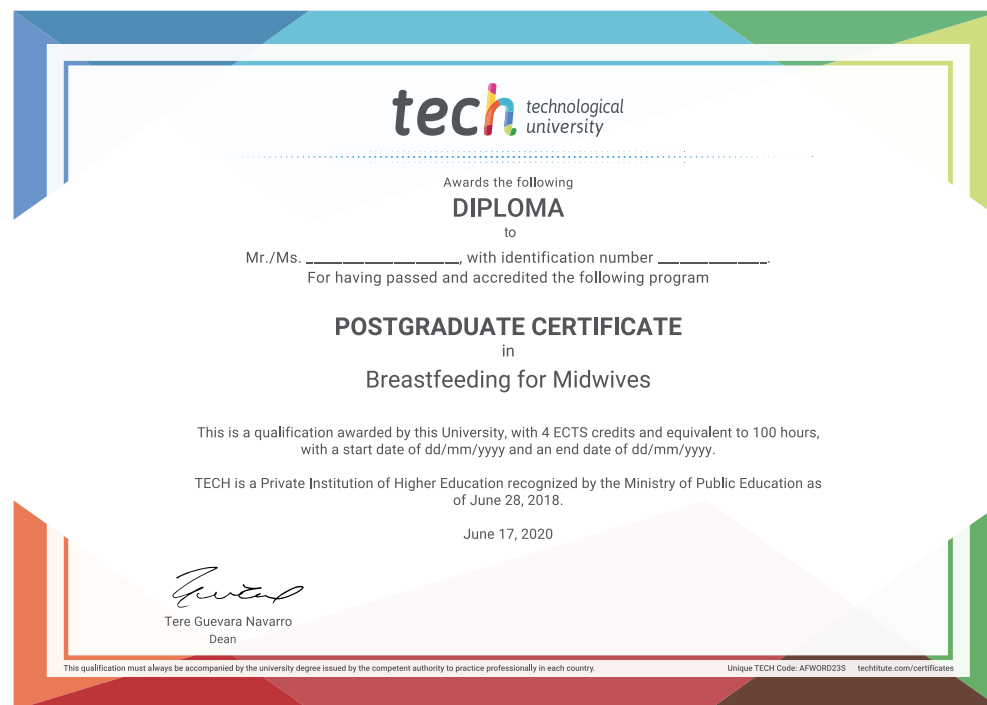 tech technological
university
Awards the following
DIPLOMA
to
Mr./Ms. ____________________, with identification number ______________.
For having passed and accredited the following program
POSTGRADUATE CERTIFICATE
in
Breastfeeding for Midwives
This is a qualification awarded by this University, with 4 ECTS credits and equivalent to 100 hours,
with a start date of dd/mm/yyyy and an end date of dd/mm/yyyy.
TECH is a Private Institution of Higher Education recognized by the Ministry of Public Education as
of June 28, 2018.
June 17, 2020
Tere Guevara Navarro
Dean
This qualification must always be accompanied by the university degree issued by the competent authority to practice professionally in each country.
Unique TECH Code: AFWORD23S techtitute.com/certificates